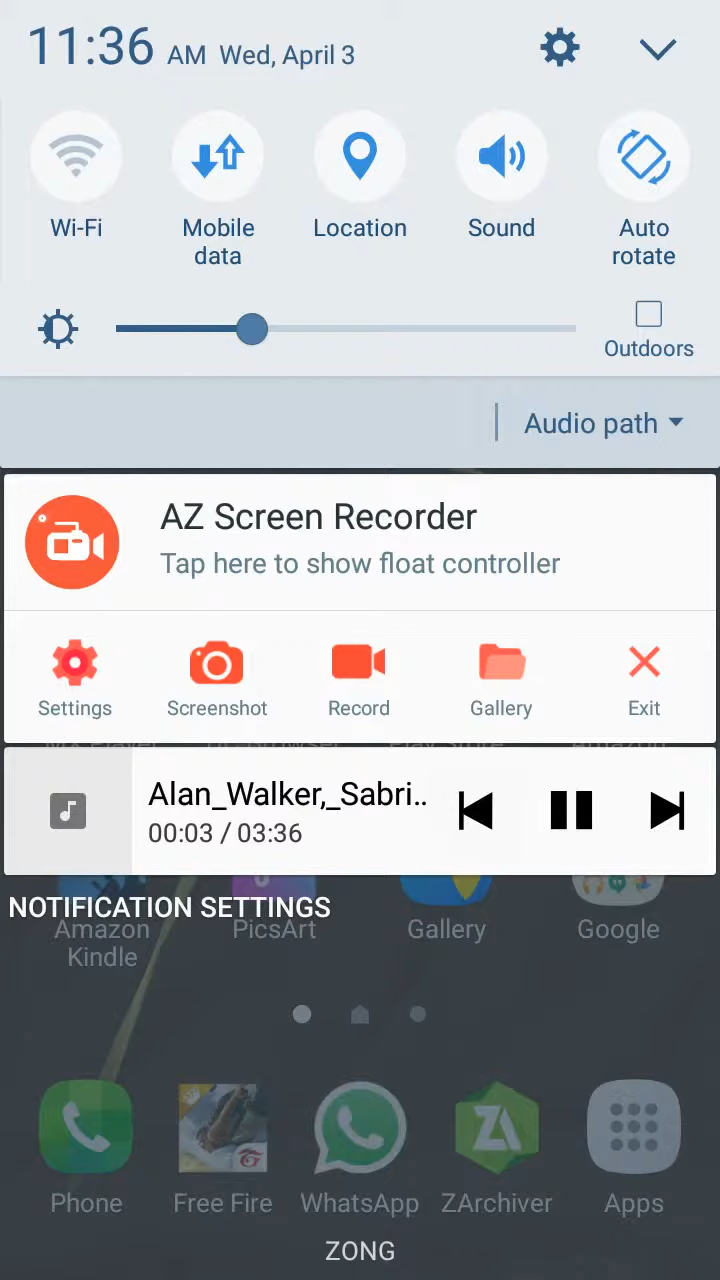 11:36 AM Wed, April 3
Wi-Fi
Mobile
data
Location
Sound
Auto
rotate
Outdoors
Audio path
AZ Screen Recorder
Tap here to show float controller
Settings
Screenshot
Record
Gallery
Exit
Alan_Walker,_Sabri..
00:03 / 03:36
NOTIFICATION SETTINGS
Amazon
Kindle
PicsArt
Gallery
Google
Phone
Free Fire
WhatsApp
ZArchiver
Apps
ZONG